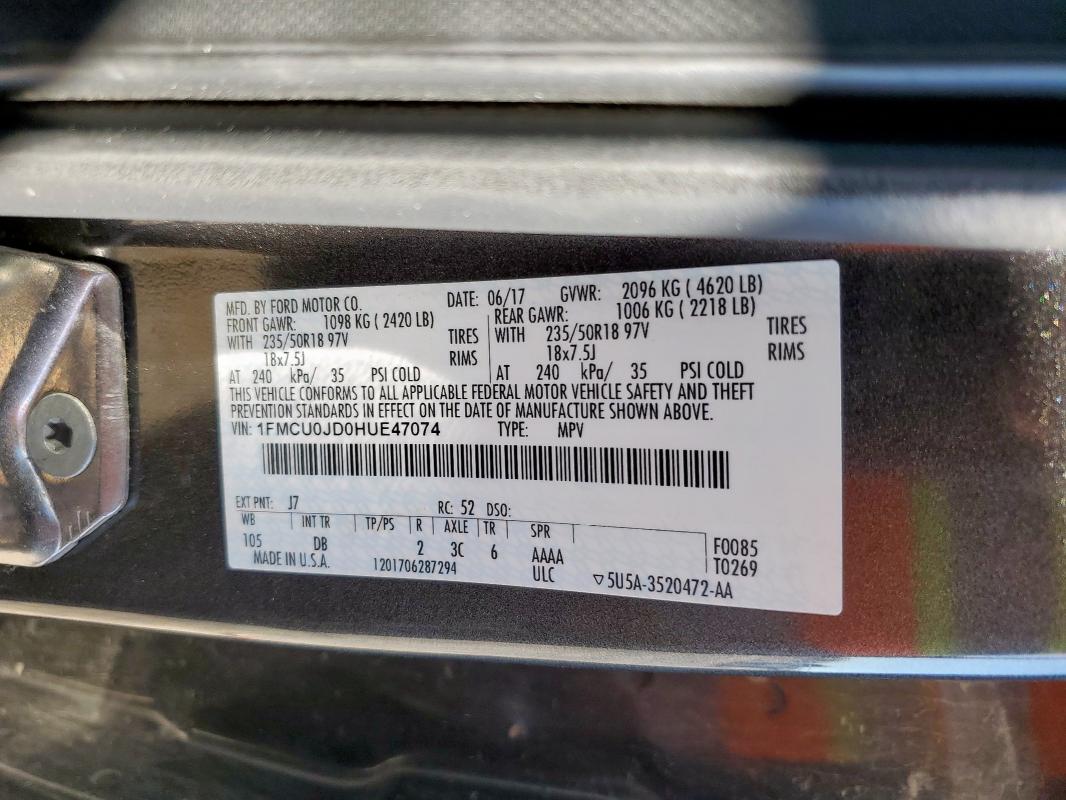 MFD. BY FORD MOTOR CO. DATE: 06/17 GVWR: 2096 KG ( 4620 LB)
FRONT GAWR: 1098 KG ( 2420 LB) REAR GAWR: 1006 KG ( 2218 LB)
WITH 235/50R18 97V TIRES WITH 235/50R18 97V TIRES
18x7.5J RIMS 18x7.5J RIMS
AT 240 kPa/ 35 PSI COLD AT 240 kPa/ 35 PSI COLD
THIS VEHICLE CONFORMS TO ALL APPLICABLE FEDERAL MOTOR VEHICLE SAFETY AND THEFT
PREVENTION STANDARDS IN EFFECT ON THE DATE OF MANUFACTURE SHOWN ABOVE.
VIN: 1FMCU0JD0HUE47074 TYPE: MPV
EXT PNT: J7 RC: 52 DSO:
WB INT TR TP/PS R AXLE TR SPR
105 DB 2 3C 6 AAAA F0085
MADE IN U.S.A. 1201706287294 ULC T0269
▽5U5A-3520472-AA